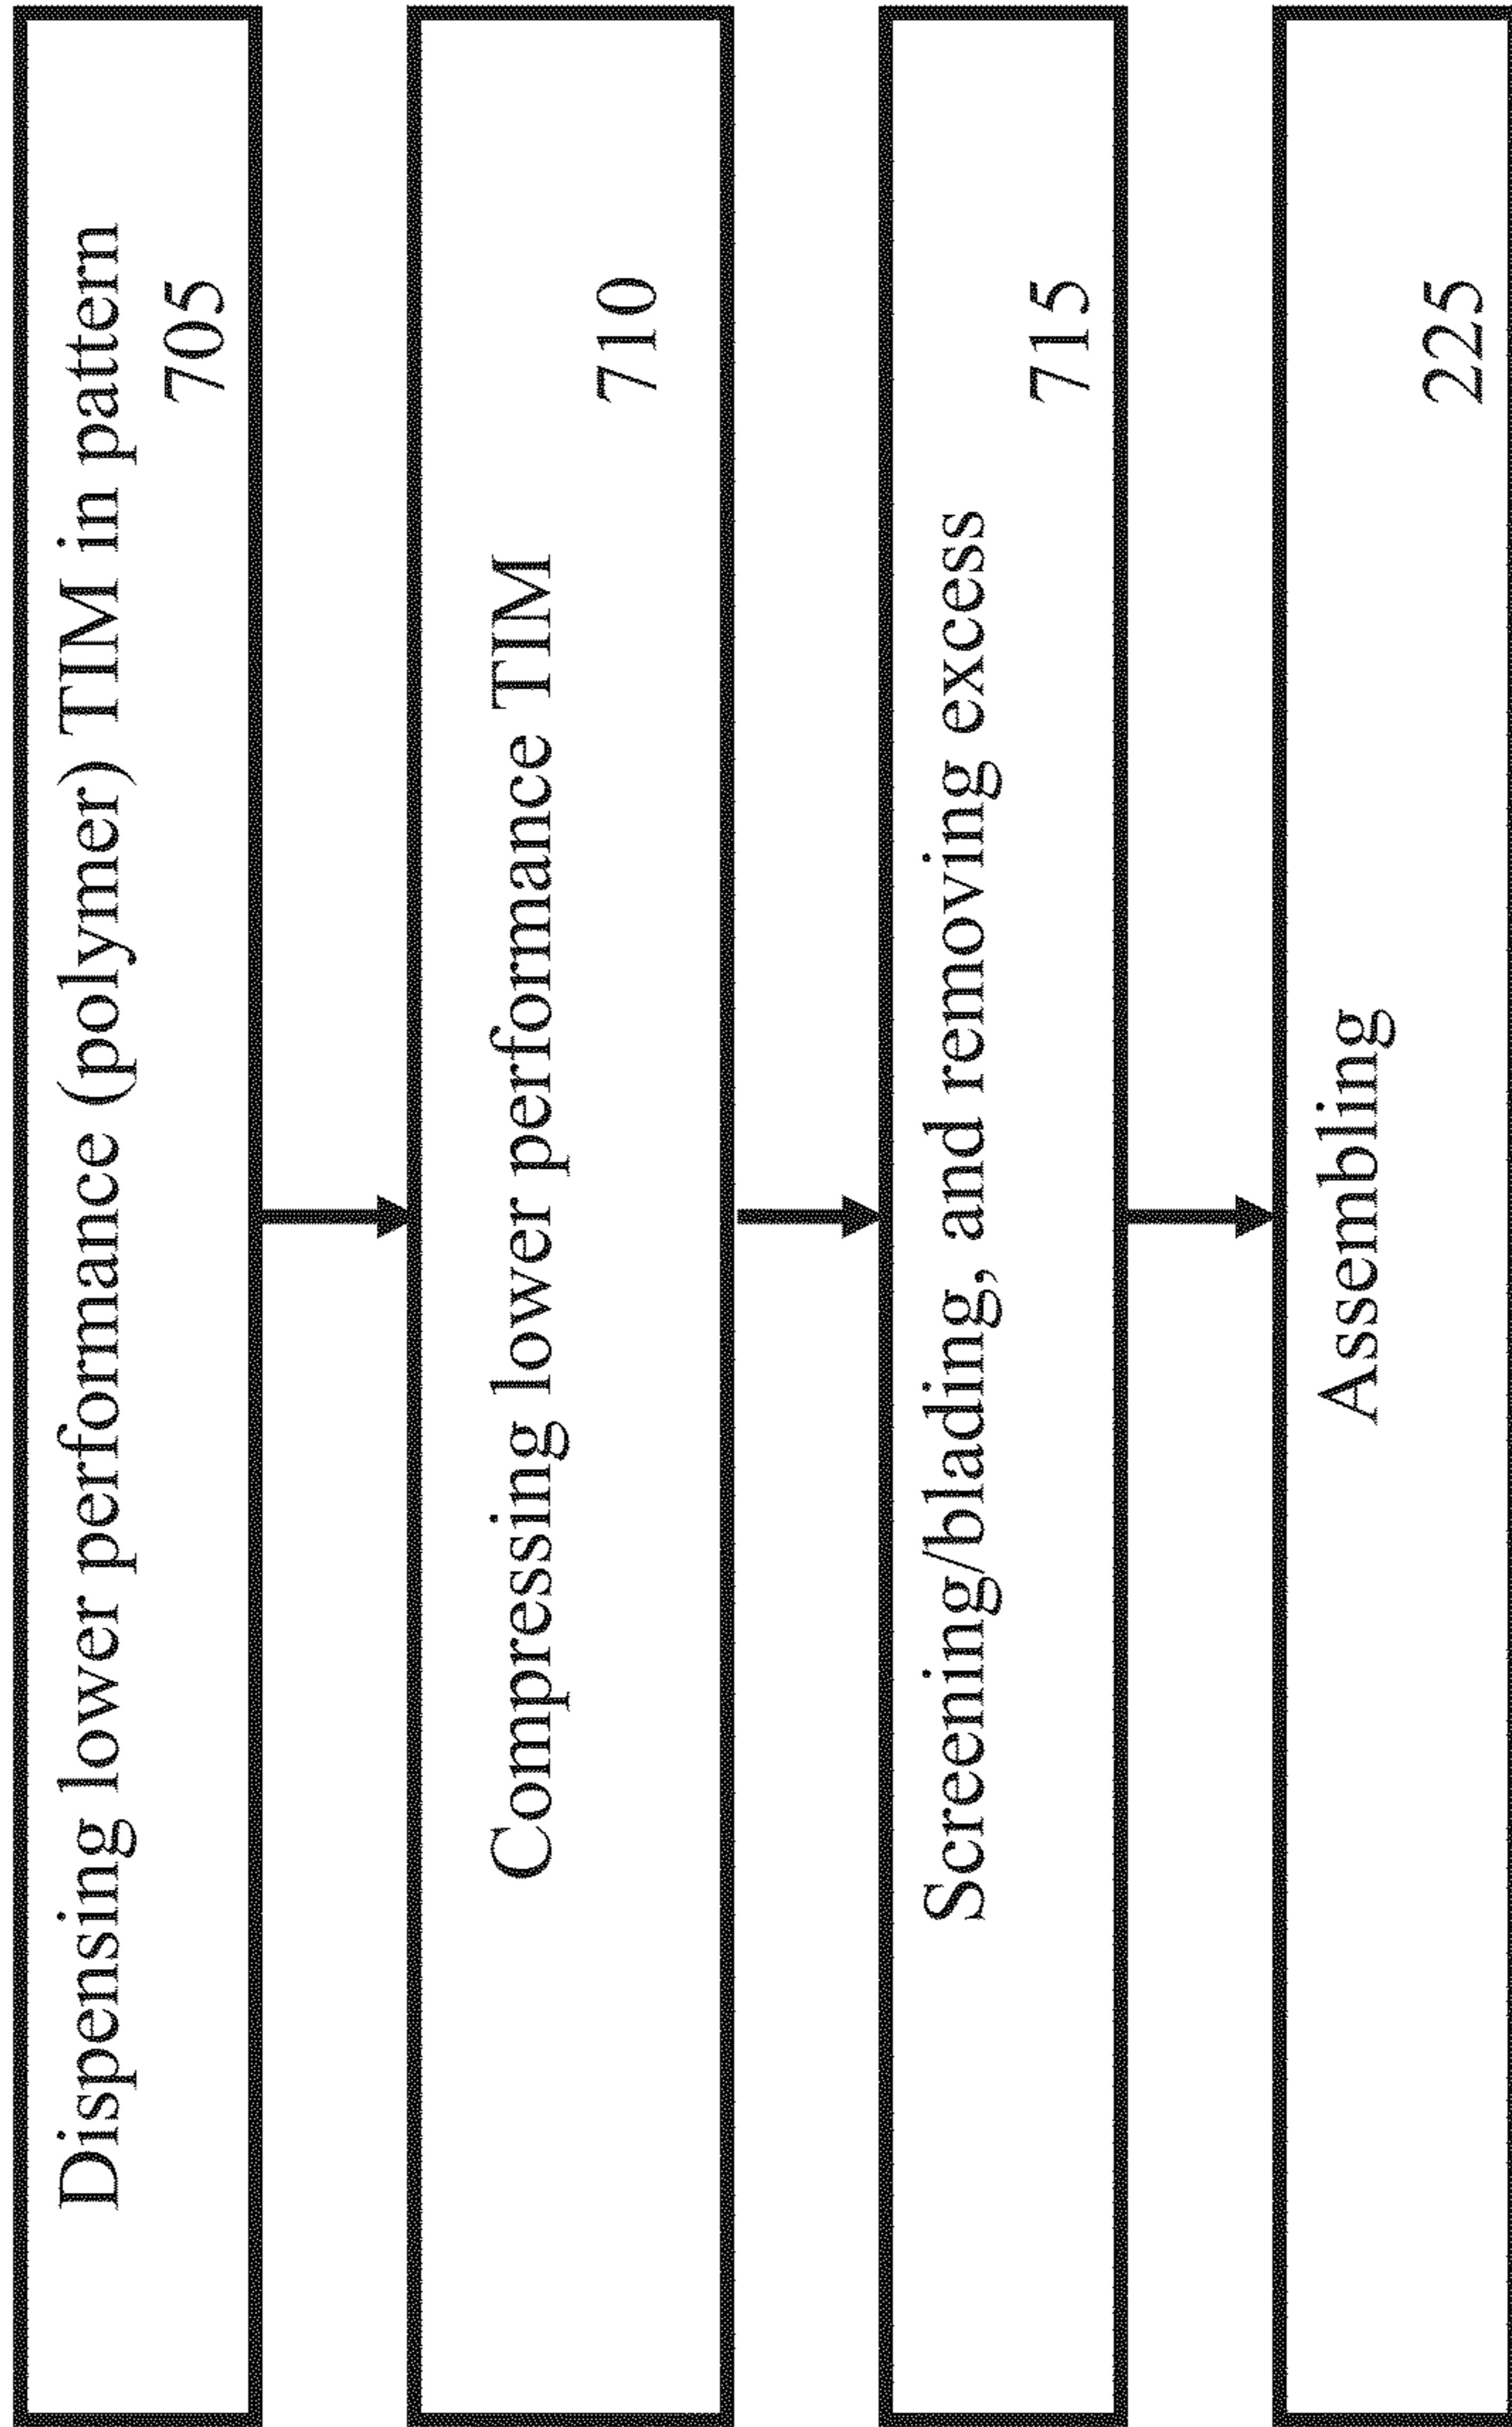 Dispensing lower performance (polymer) TIM in pattern
705
Compressing lower performance TIM
710
Screening/blading, and removing excess
715
Assembling
225